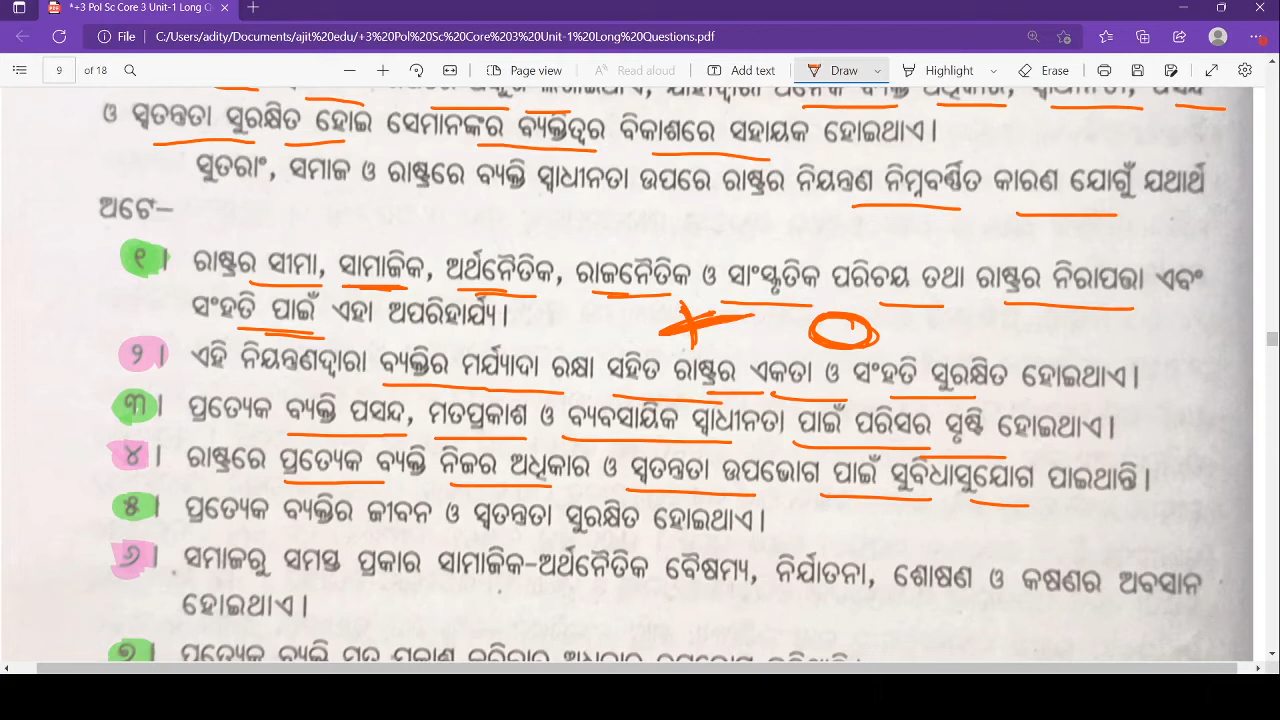 *+3 Pol Sc Core 3 Unit-1 Long Q
File C:/Users/adity/Documents/ajit%20edu/+3%20Pol%20Sc%20Core%203%20Unit-1%20Long%20Questions.pdf
9 of 18 Page view Read aloud Add text Draw Highlight Erase
ଓ ସ୍ୱତନ୍ତ୍ରତା ସୁରକ୍ଷିତ ହୋଇ ସେମାନଙ୍କର ବ୍ୟକ୍ତିତ୍ୱର ବିକାଶରେ ସହାୟକ ହୋଇଥାଏ।
ସୁତରାଂ, ସମାଜ ଓ ରାଷ୍ଟ୍ରରେ ବ୍ୟକ୍ତି ସ୍ୱାଧୀନତା ଉପରେ ରାଷ୍ଟ୍ରର ନିୟନ୍ତ୍ରଣ ନିମ୍ନବର୍ଣ୍ଣିତ କାରଣ ଯୋଗୁଁ ଯଥାର୍ଥ
ଅଟେ–
୧। ରାଷ୍ଟ୍ରର ସୀମା, ସାମାଜିକ, ଅର୍ଥନୈତିକ, ରାଜନୈତିକ ଓ ସାଂସ୍କୃତିକ ପରିଚୟ ତଥା ରାଷ୍ଟ୍ରର ନିରାପତ୍ତା ଏବଂ
ସଂହତି ପାଇଁ ଏହା ଅପରିହାର୍ଯ୍ୟ।
୨। ଏହି ନିୟନ୍ତ୍ରଣଦ୍ୱାରା ବ୍ୟକ୍ତିର ମର୍ଯ୍ୟାଦା ରକ୍ଷା ସହିତ ରାଷ୍ଟ୍ରର ଏକତା ଓ ସଂହତି ସୁରକ୍ଷିତ ହୋଇଥାଏ।
୩। ପ୍ରତ୍ୟେକ ବ୍ୟକ୍ତି ପସନ୍ଦ, ମତପ୍ରକାଶ ଓ ବ୍ୟବସାୟିକ ସ୍ୱାଧୀନତା ପାଇଁ ପରିସର ସୃଷ୍ଟି ହୋଇଥାଏ।
୪। ରାଷ୍ଟ୍ରରେ ପ୍ରତ୍ୟେକ ବ୍ୟକ୍ତି ନିଜର ଅଧିକାର ଓ ସ୍ୱତନ୍ତ୍ରତା ଉପଭୋଗ ପାଇଁ ସୁବିଧାସୁଯୋଗ ପାଇଥାନ୍ତି।
୫। ପ୍ରତ୍ୟେକ ବ୍ୟକ୍ତିର ଜୀବନ ଓ ସ୍ୱତନ୍ତ୍ରତା ସୁରକ୍ଷିତ ହୋଇଥାଏ।
୬। ସମାଜରୁ ସମସ୍ତ ପ୍ରକାର ସାମାଜିକ-ଅର୍ଥନୈତିକ ବୈଷମ୍ୟ, ନିର୍ଯାତନା, ଶୋଷଣ ଓ କଷଣର ଅବସାନ
ହୋଇଥାଏ।
୭।